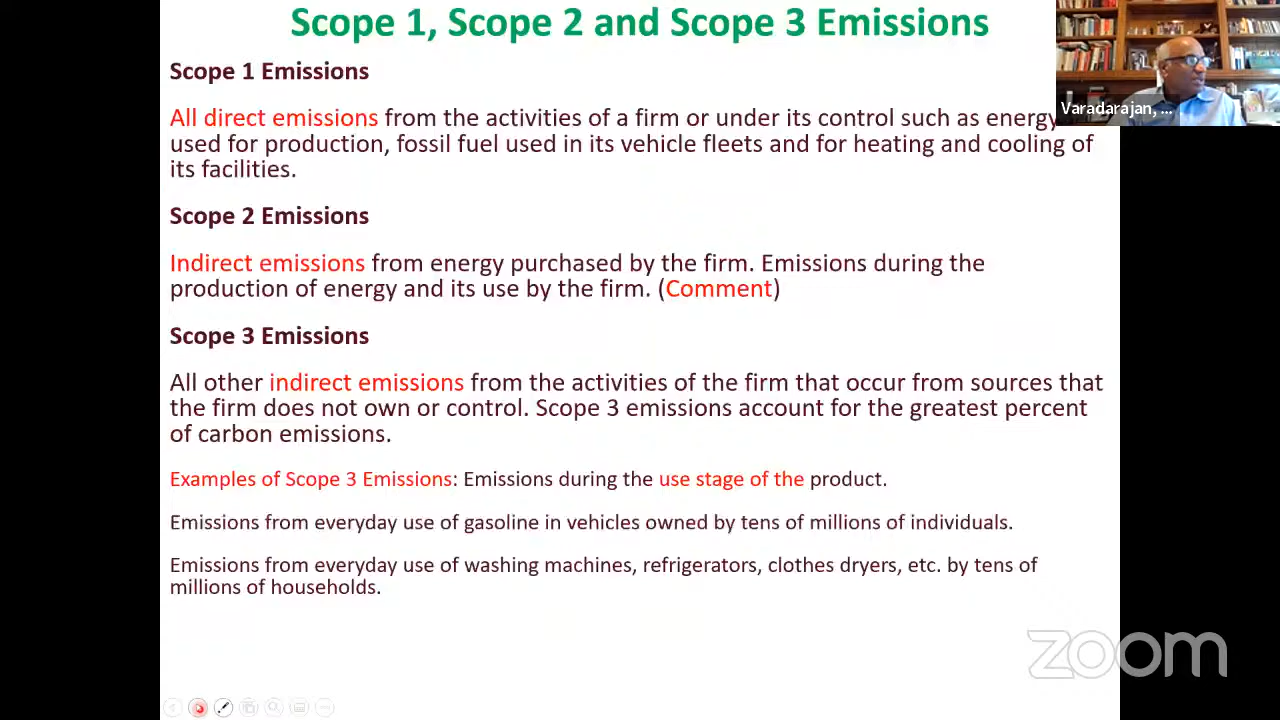 Scope 1, Scope 2 and Scope 3 Emissions
Scope 1 Emissions
All direct emissions from the activities of a firm or under its control such as energy
used for production, fossil fuel used in its vehicle fleets and for heating and cooling of
its facilities.
Scope 2 Emissions
Indirect emissions from energy purchased by the firm. Emissions during the
production of energy and its use by the firm. (Comment)
Scope 3 Emissions
All other indirect emissions from the activities of the firm that occur from sources that
the firm does not own or control. Scope 3 emissions account for the greatest percent
of carbon emissions.
Examples of Scope 3 Emissions: Emissions during the use stage of the product.
Emissions from everyday use of gasoline in vehicles owned by tens of millions of individuals.
Emissions from everyday use of washing machines, refrigerators, clothes dryers, etc. by tens of
millions of households.
Varadarajan, ...
zoom